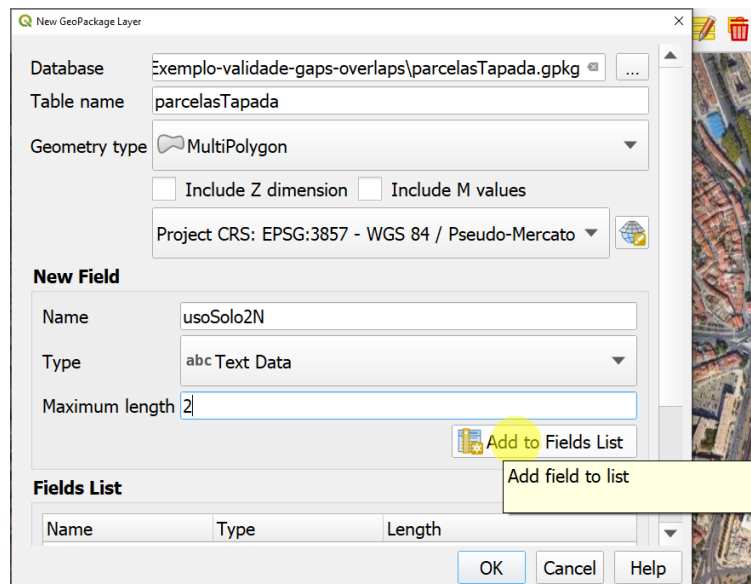 New GeoPackage Layer
Database Exemplo-validade-gaps-overlaps\parcelasTapada.gpkg ...
Table name parcelasTapada
Geometry type MultiPolygon
Include Z dimension Include M values
Project CRS: EPSG:3857 - WGS 84 / Pseudo-Mercato
New Field
Name usoSolo2N
Type abc Text Data
Maximum length 2
Add to Fields List
Add field to list
Fields List
Name Type Length
OK Cancel Help